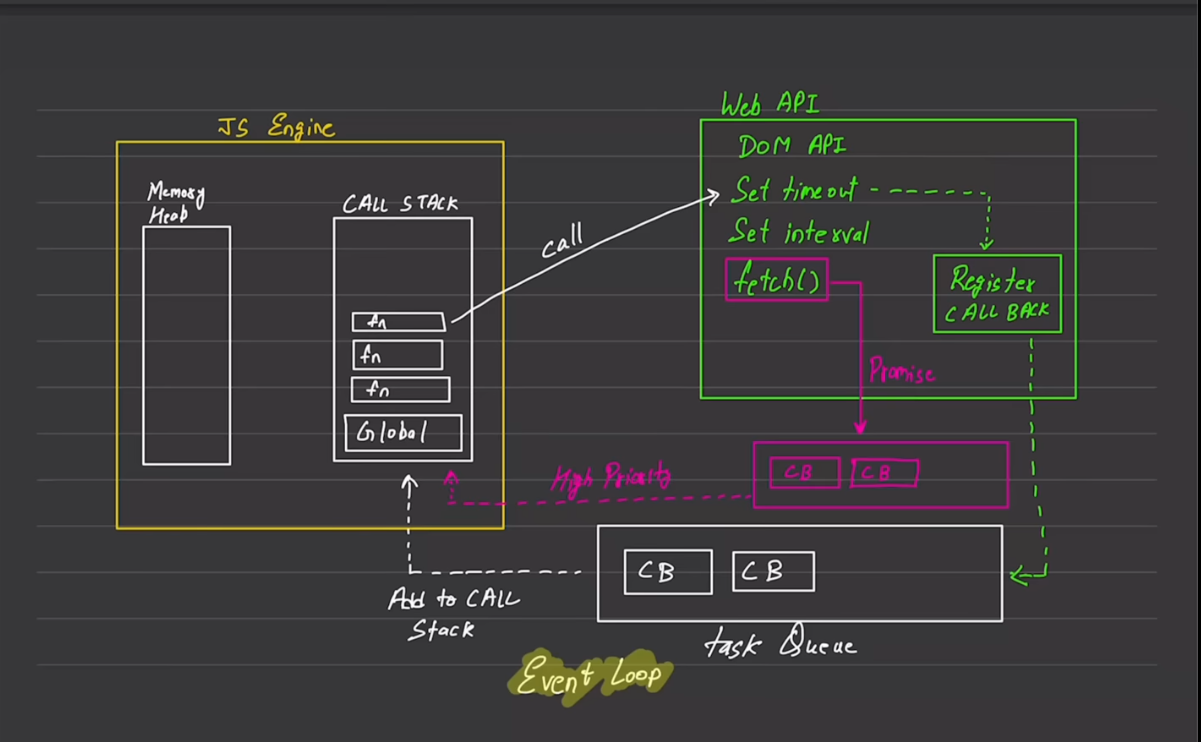 JS Engine
Memory
Heap
CALL STACK
fn
fn
fn
Global
call
Web API
DOM API
Set timeout
Set interval
fetch()
Register
CALL BACK
Promise
CB CB
High Priority
CB CB
Add to CALL
Stack
task Queue
Event Loop